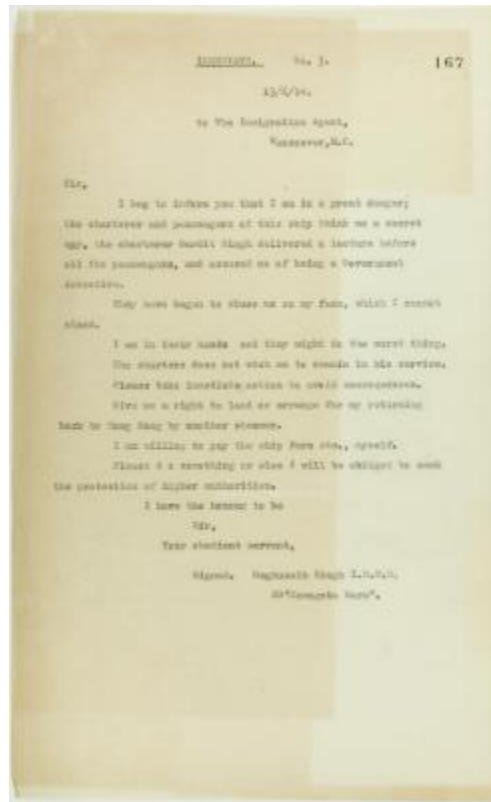 No. 3.
167
to The Immigration Agent,
Vancouver, B.C.
Sir,
I beg to inform you that I am in a great danger;
the charterer and passengers of this ship think me a secret
spy, the charterer Gurdit Singh delivered a lecture before
all the passengers, and accused me of being a Government
detective.
They have began to abuse me on my face, which I cannot
stand.
I am in their hands and they might do the worst thing.
The charterer does not wish me to remain in his service.
Please take immediate action to avoid consequences.
Give me a right to land or arrange for my returning
back to Hong Kong by another steamer.
I am willing to pay the ship fare etc., myself.
Please do something or else I will be obliged to seek
the protection of higher authorities.
I have the honour to be
Sir,
Your obedient servant,
Signed. Raghunath Singh
"Komagata Maru".